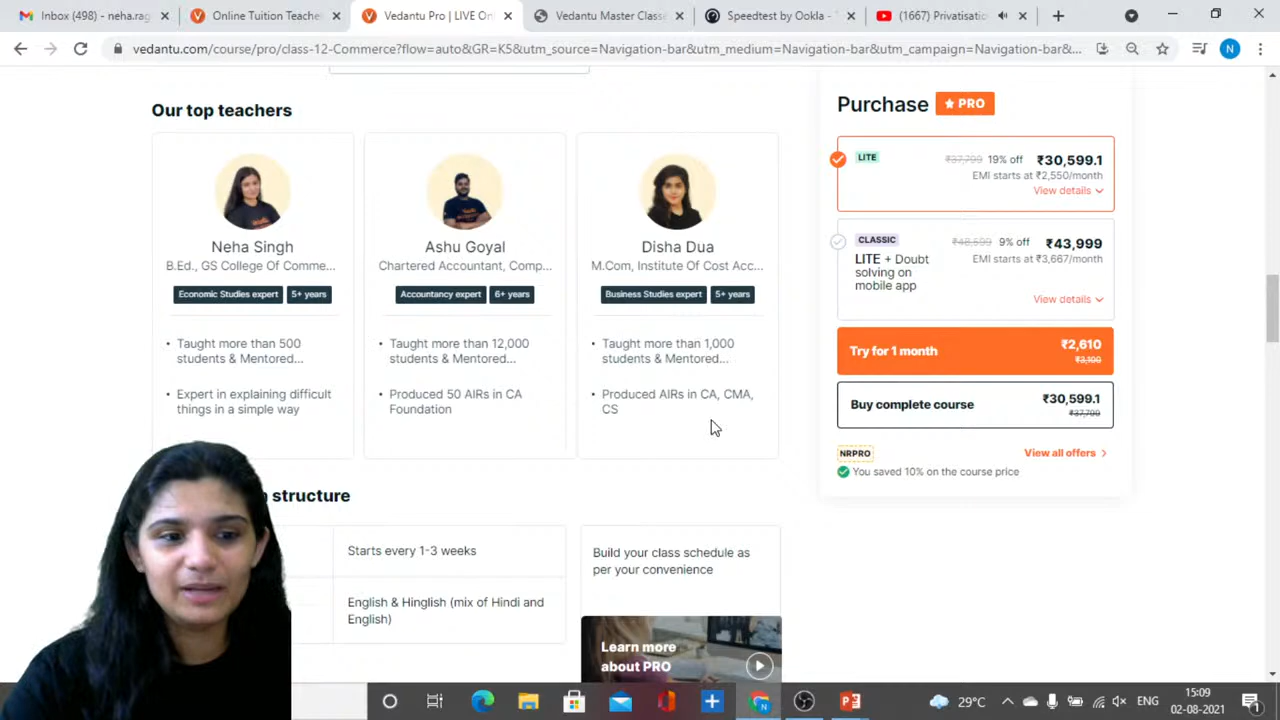 Inbox (498) - neha.rag
Online Tuition Teache
Vedantu Pro | LIVE On
Vedantu Master Classe
Speedtest by Ookla -
(1667) Privatisatio
vedantu.com/course/pro/class-12-Commerce?flow=auto&GR=K5&utm_source=Navigation-bar&utm_medium=Navigation-bar&utm_campaign=Navigation-bar&...
N
Our top teachers
Neha Singh
B.Ed., GS College Of Comme...
Economic Studies expert 5+ years
• Taught more than 500
students & Mentored...
• Expert in explaining difficult
things in a simple way
Ashu Goyal
Chartered Accountant, Comp...
Accountancy expert 6+ years
• Taught more than 12,000
students & Mentored...
• Produced 50 AIRs in CA
Foundation
Disha Dua
M.Com, Institute Of Cost Acc...
Business Studies expert 5+ years
• Taught more than 1,000
students & Mentored...
• Produced AIRs in CA, CMA,
CS
Purchase PRO
LITE ₹37,799 19% off ₹30,599.1
EMI starts at ₹2,550/month
View details
CLASSIC ₹48,599 9% off ₹43,999
LITE + Doubt
solving on
mobile app
EMI starts at ₹3,667/month
View details
Try for 1 month ₹2,610
₹3,100
Buy complete course ₹30,599.1
₹37,799
NRPRO View all offers
You saved 10% on the course price
structure
Starts every 1-3 weeks
English & Hinglish (mix of Hindi and
English)
Build your class schedule as
per your convenience
Learn more
about PRO
29°C
ENG
15:09
02-08-2021